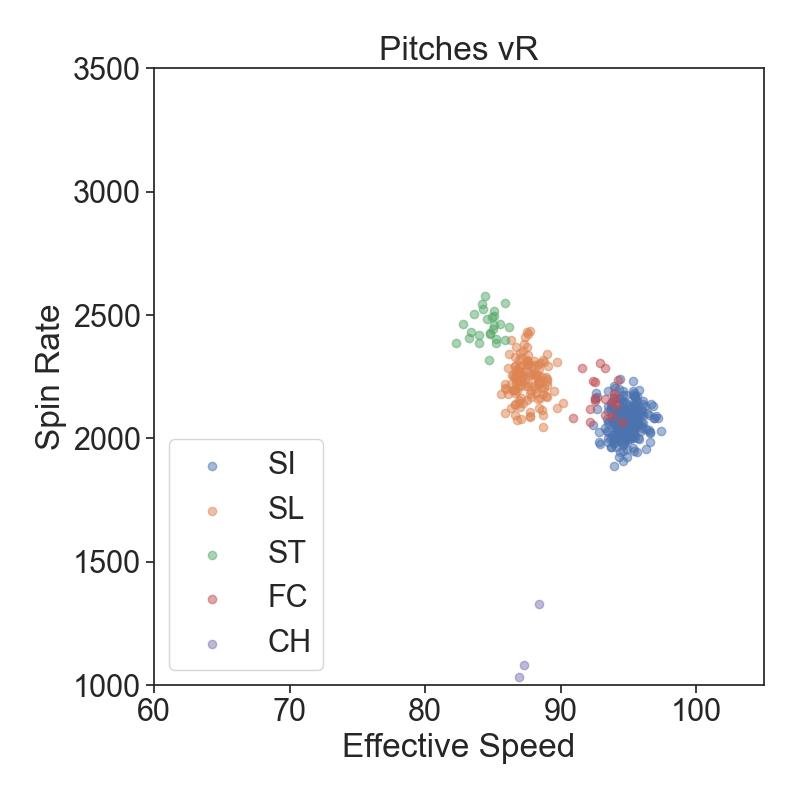 Pitches vR
3500
3000
2500
2000
1500
1000
Spin Rate
SI
SL
ST
FC
CH
60 70 80 90 100
Effective Speed